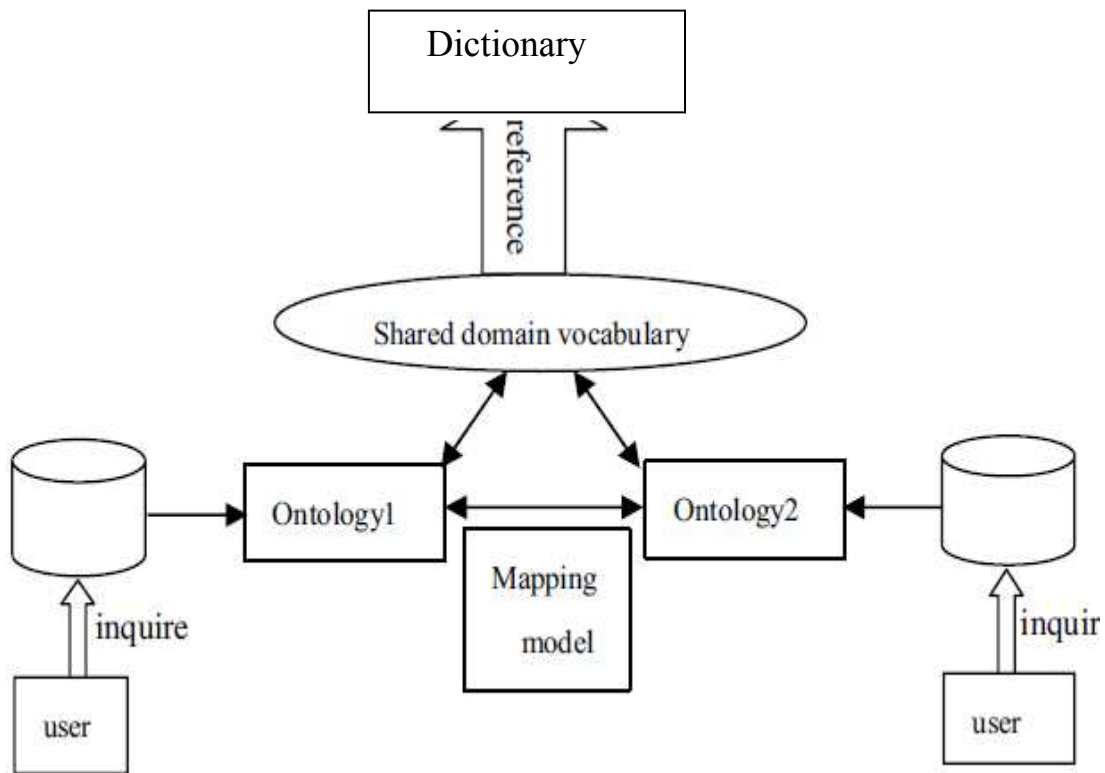 Dictionary
reference
Shared domain vocabulary
Ontology1
Ontology2
Mapping
model
inquire
inquir
user
user